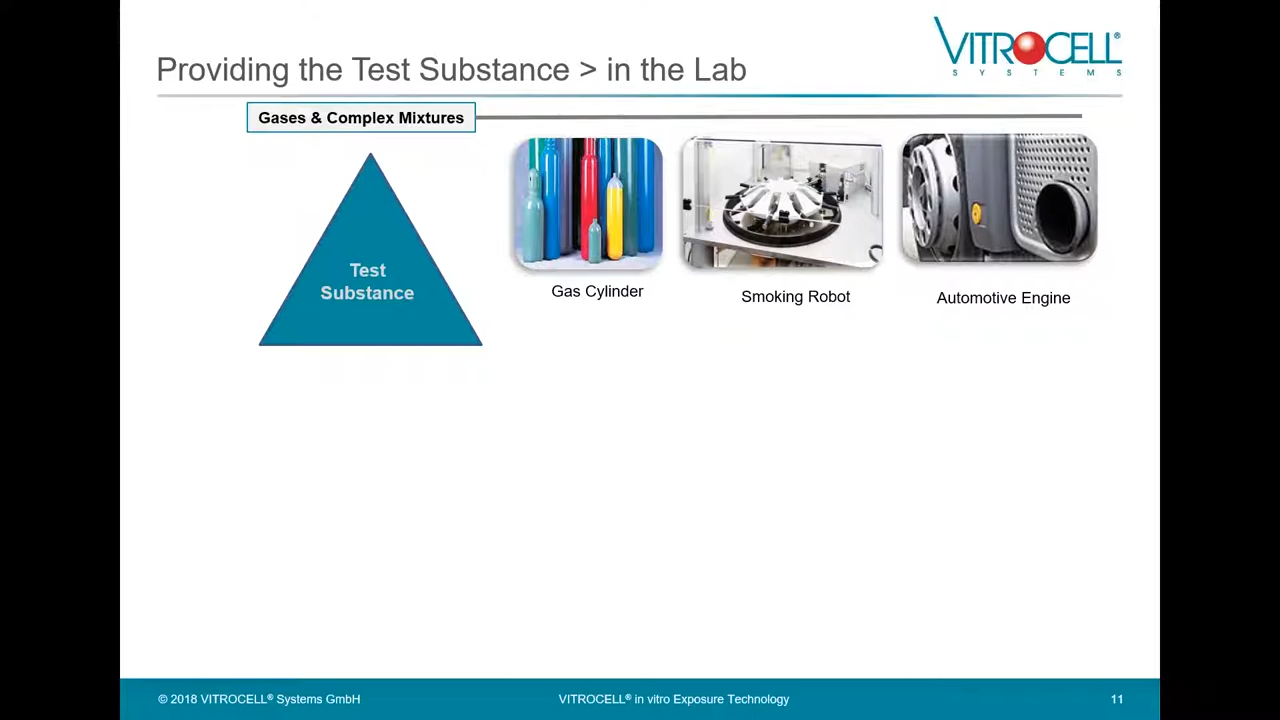 Providing the Test Substance > in the Lab
VITROCELL®
SYSTEMS
Gases & Complex Mixtures
Test
Substance
Gas Cylinder
Smoking Robot
Automotive Engine
© 2018 VITROCELL® Systems GmbH
VITROCELL® in vitro Exposure Technology
11